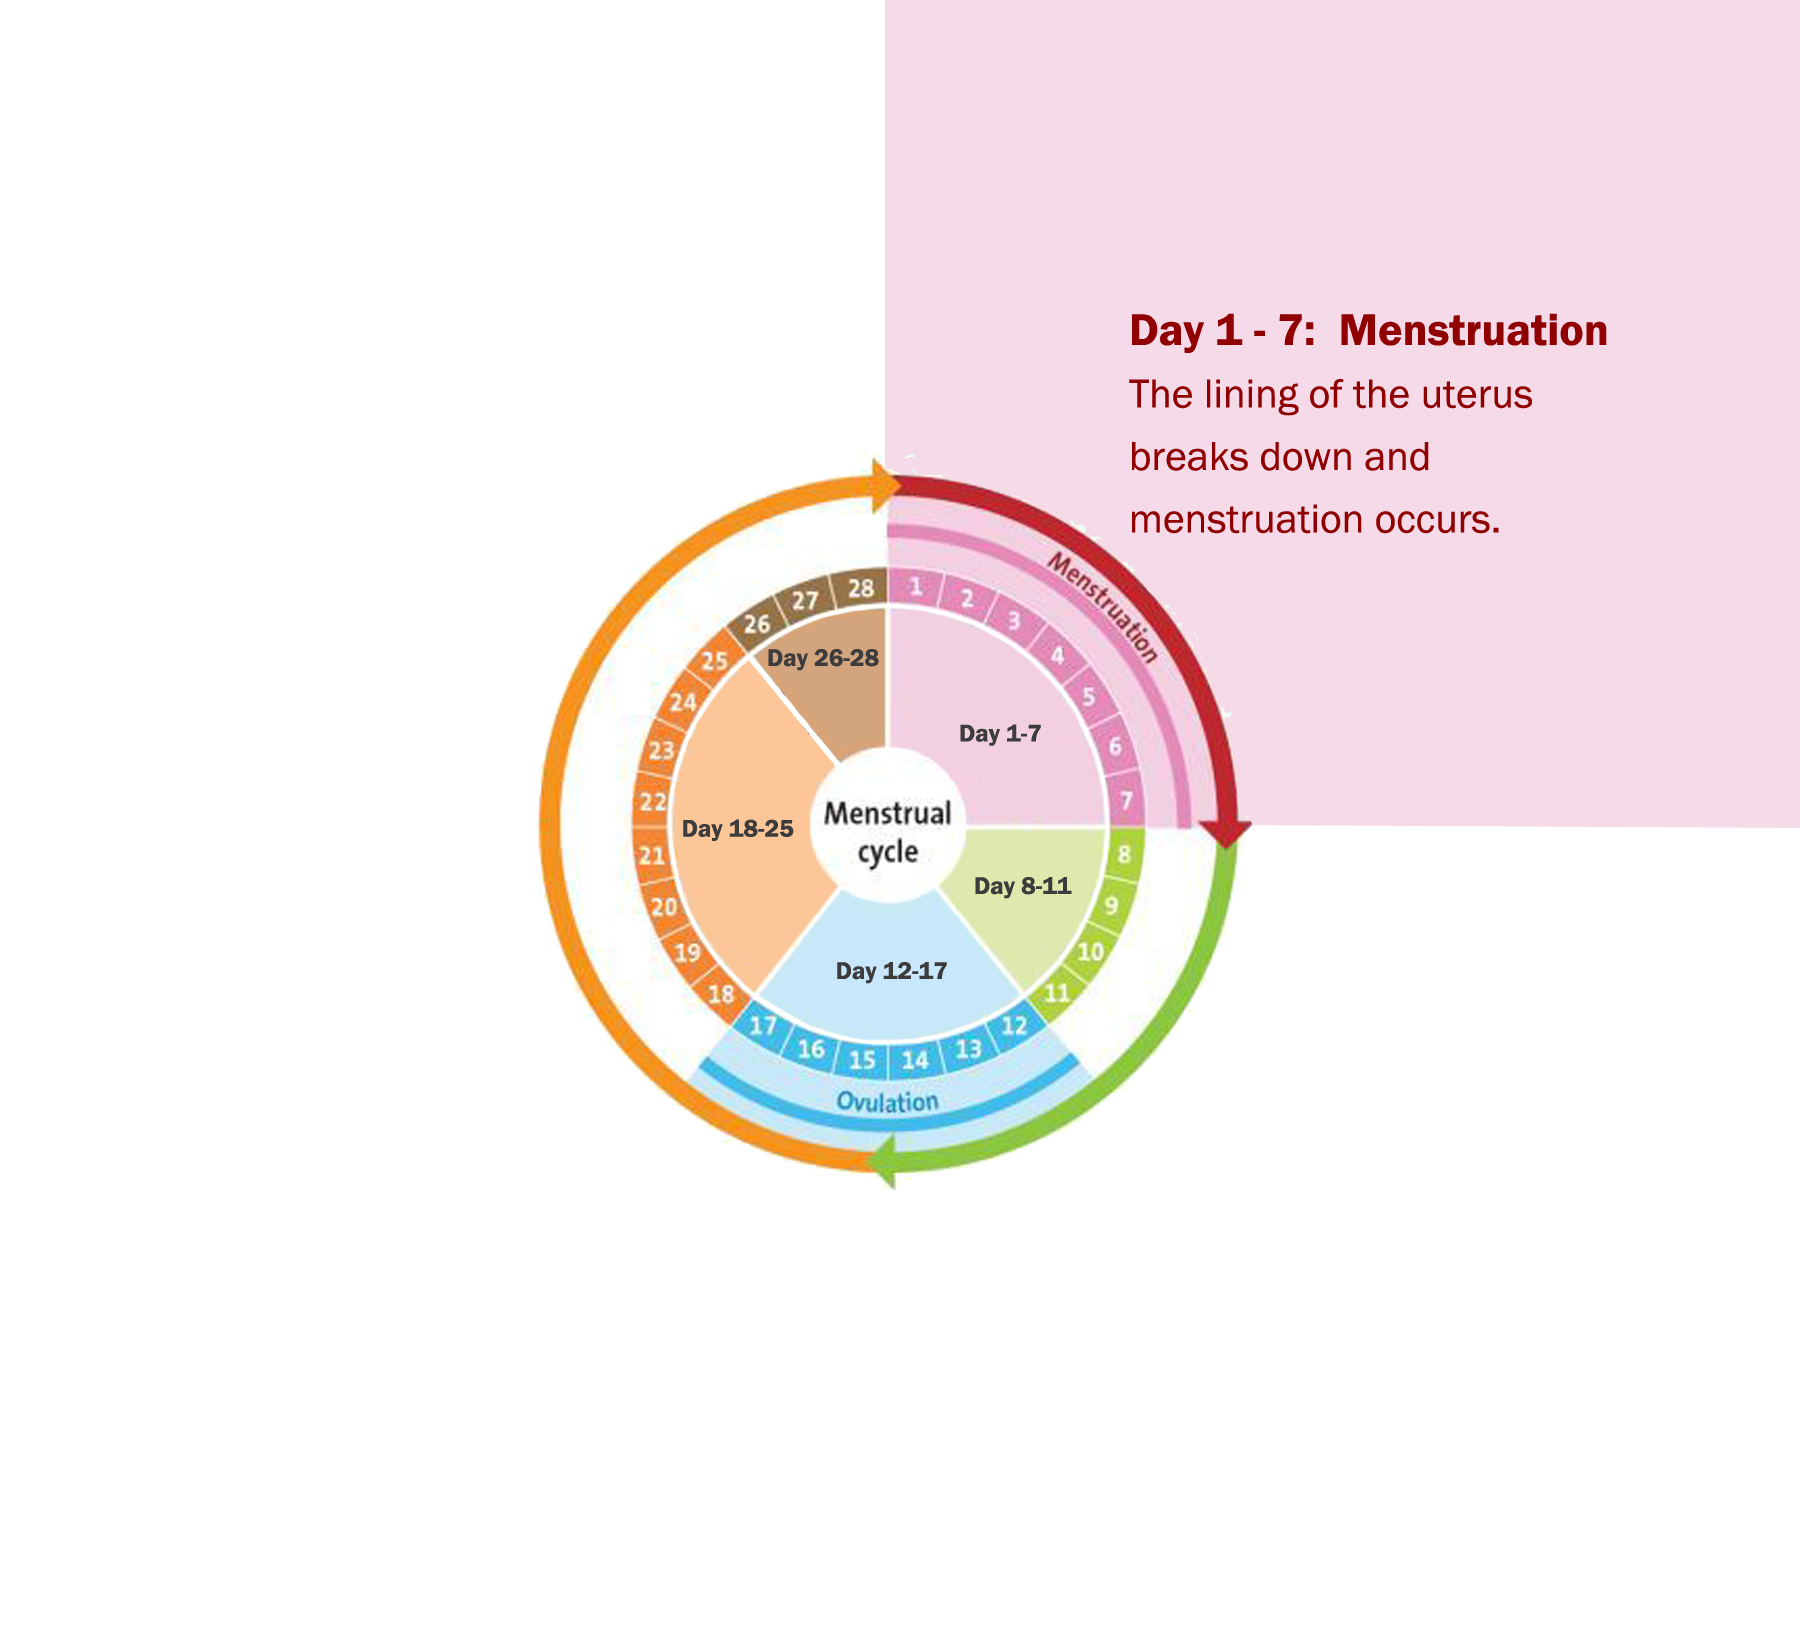 Day 1 - 7:  Menstruation
The lining of the uterus
breaks down and
menstruation occurs.
Menstruation
1
2
3
4
5
6
7
8
9
10
11
12
13
14
15
16
17
18
19
20
21
22
23
24
25
26
27
28
Day 26-28
Day 1-7
Day 18-25
Menstrual
cycle
Day 8-11
Day 12-17
Ovulation